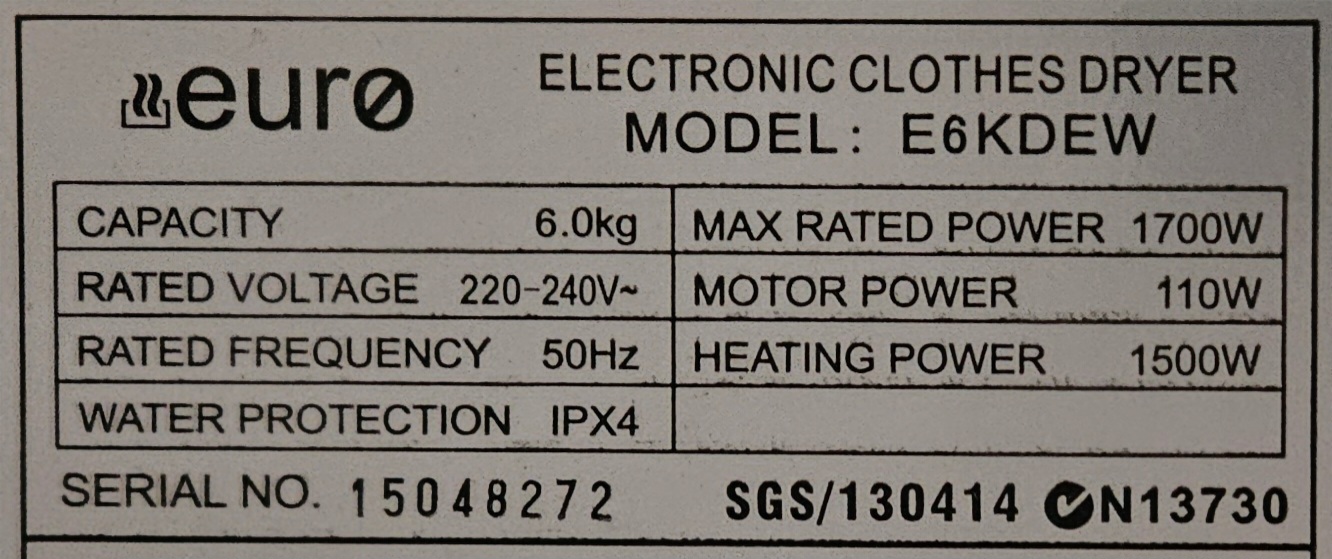 eurø
ELECTRONIC CLOTHES DRYER
MODEL: E6KDEW
CAPACITY 6.0kg
MAX RATED POWER 1700W
RATED VOLTAGE 220-240V~
MOTOR POWER 110W
RATED FREQUENCY 50Hz
HEATING POWER 1500W
WATER PROTECTION IPX4
SERIAL NO. 15048272
SGS/130414 N13730